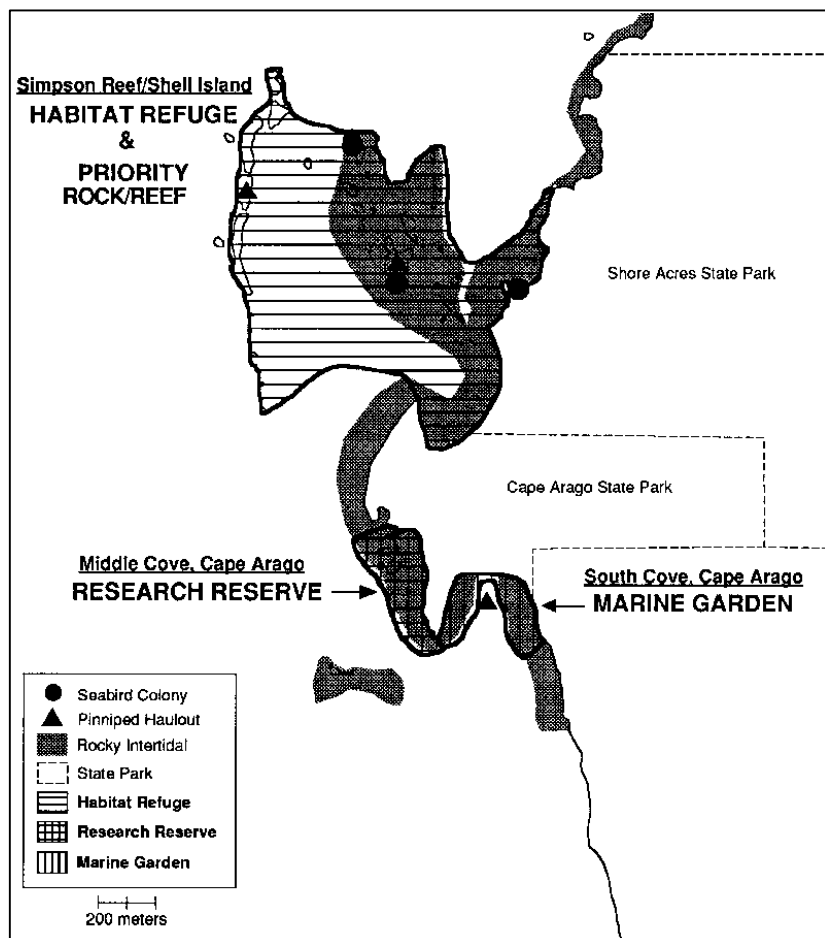 Simpson Reef/Shell Island
HABITAT REFUGE
&
PRIORITY
ROCK/REEF
Shore Acres State Park
Cape Arago State Park
Middle Cove, Cape Arago
RESEARCH RESERVE
South Cove, Cape Arago
MARINE GARDEN
Seabird Colony
Pinniped Haulout
Rocky Intertidal
State Park
Habitat Refuge
Research Reserve
Marine Garden
200 meters